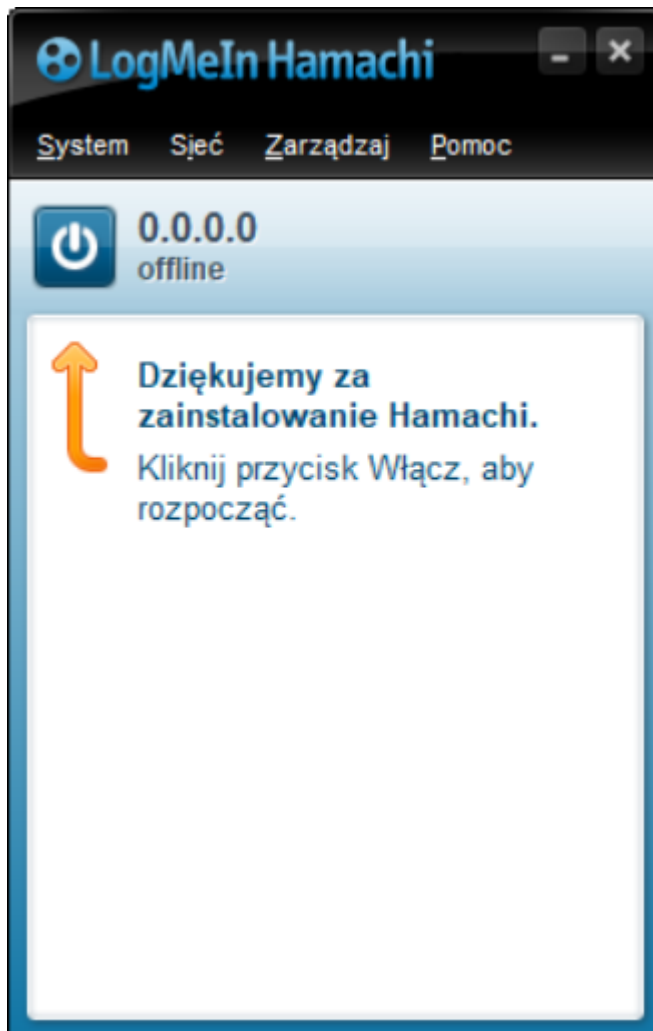 LogMeIn Hamachi
System Sieć Zarządzaj Pomoc
0.0.0.0
offline
Dziękujemy za
zainstalowanie Hamachi.
Kliknij przycisk Włącz, aby
rozpocząć.